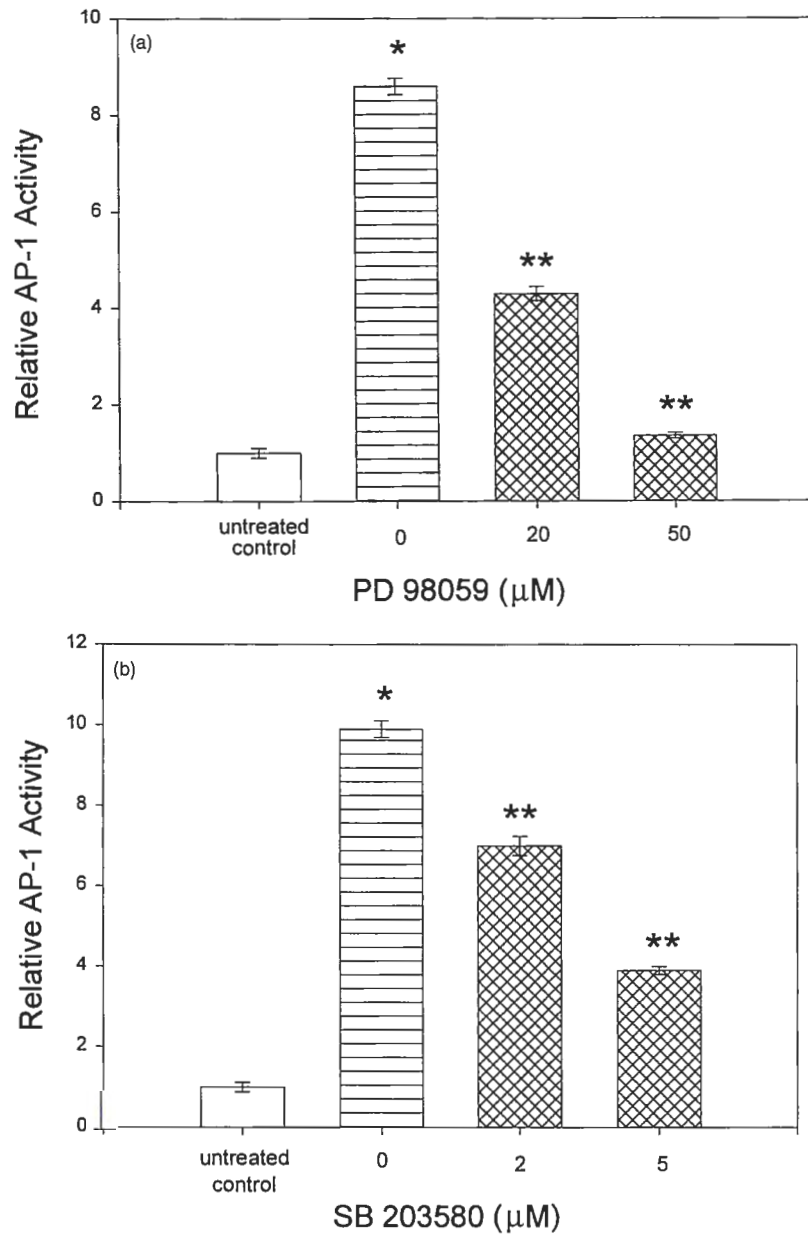 (a)
10
8
6
4
2
0
Relative AP-1 Activity
*
**
**
untreated
control
0
20
50
PD 98059 (µM)
(b)
12
10
8
6
4
2
0
Relative AP-1 Activity
*
**
**
untreated
control
0
2
5
SB 203580 (µM)